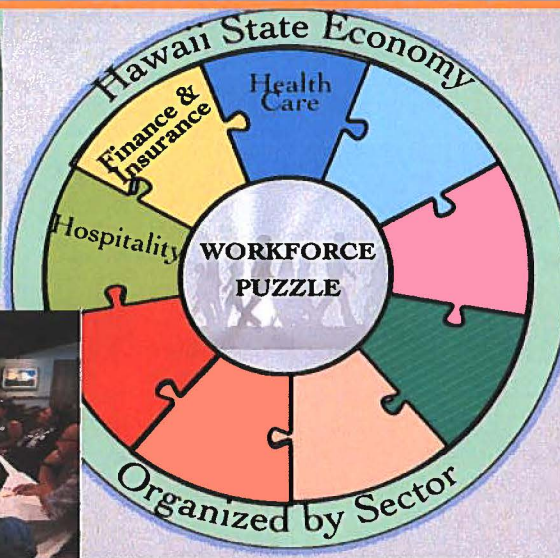 Hawaii State Economy
Health
Care
Finance &
Insurance
Hospitality
WORKFORCE
PUZZLE
Organized by Sector